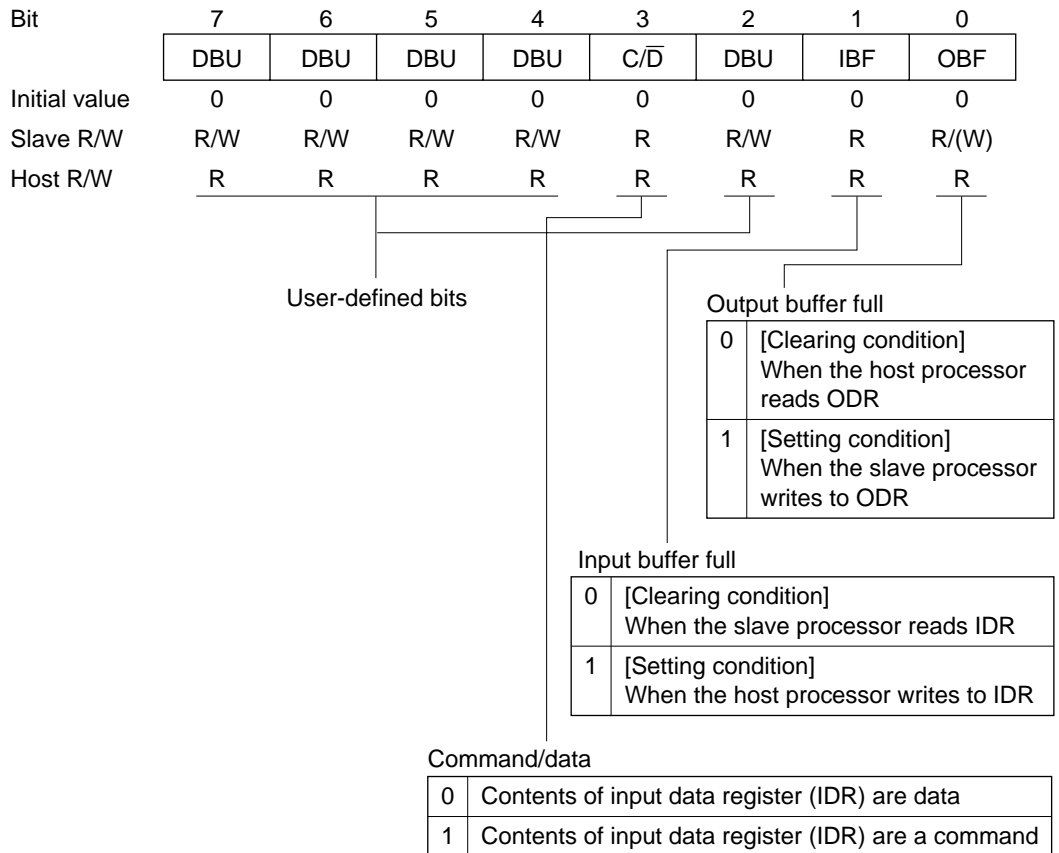 Bit 7 6 5 4 3 2 1 0
DBU DBU DBU DBU C/D̅ DBU IBF OBF
Initial value 0 0 0 0 0 0 0 0
Slave R/W R/W R/W R/W R/W R R/W R R/(W)
Host R/W R R R R R R R R
User-defined bits
Output buffer full
0 [Clearing condition]
When the host processor
reads ODR
1 [Setting condition]
When the slave processor
writes to ODR
Input buffer full
0 [Clearing condition]
When the slave processor reads IDR
1 [Setting condition]
When the host processor writes to IDR
Command/data
0 Contents of input data register (IDR) are data
1 Contents of input data register (IDR) are a command